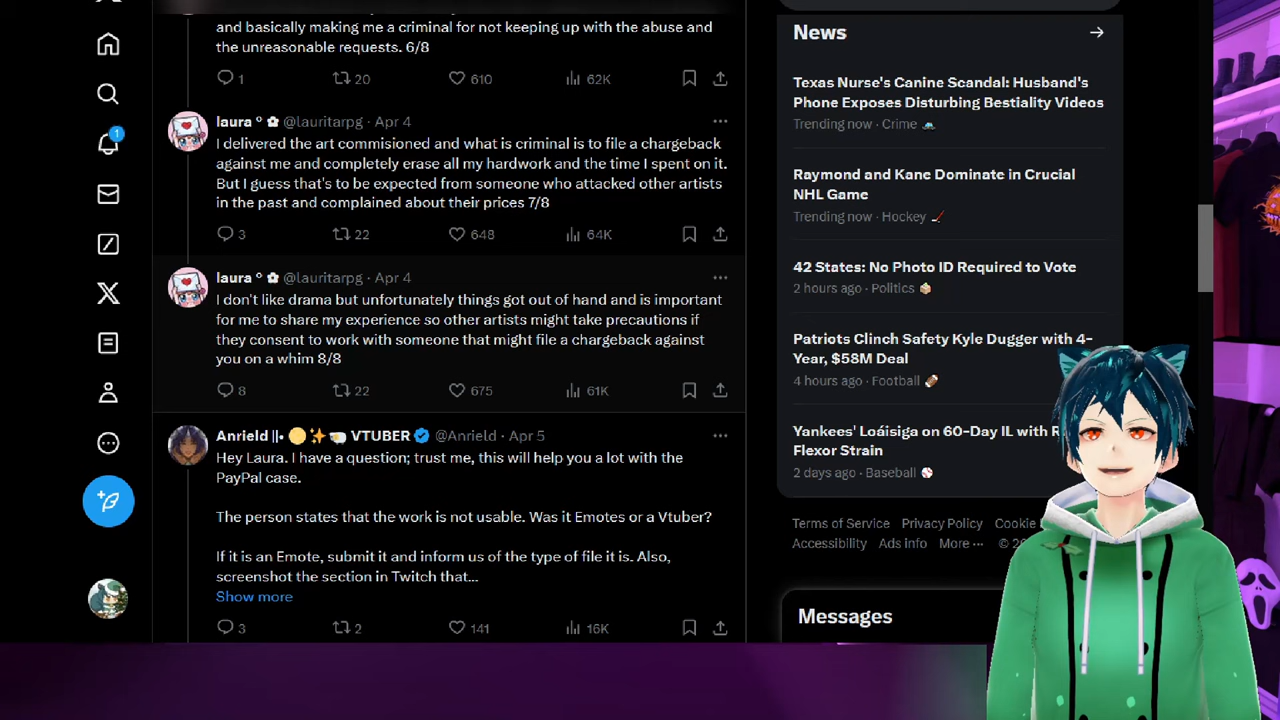 and basically making me a criminal for not keeping up with the abuse and
the unreasonable requests. 6/8
1 20 610 62K
laura ° @lauritarpg · Apr 4
I delivered the art commisioned and what is criminal is to file a chargeback
against me and completely erase all my hardwork and the time I spent on it.
But I guess that's to be expected from someone who attacked other artists
in the past and complained about their prices 7/8
3 22 648 64K
laura ° @lauritarpg · Apr 4
I don't like drama but unfortunately things got out of hand and is important
for me to share my experience so other artists might take precautions if
they consent to work with someone that might file a chargeback against
you on a whim 8/8
8 22 675 61K
Anrield ||• VTUBER @Anrield · Apr 5
Hey Laura. I have a question; trust me, this will help you a lot with the
PayPal case.
The person states that the work is not usable. Was it Emotes or a Vtuber?
If it is an Emote, submit it and inform us of the type of file it is. Also,
screenshot the section in Twitch that...
Show more
3 2 141 16K
1
News
Texas Nurse's Canine Scandal: Husband's
Phone Exposes Disturbing Bestiality Videos
Trending now · Crime
Raymond and Kane Dominate in Crucial
NHL Game
Trending now · Hockey
42 States: No Photo ID Required to Vote
2 hours ago · Politics
Patriots Clinch Safety Kyle Dugger with 4-
Year, $58M Deal
4 hours ago · Football
Yankees' Loáisiga on 60-Day IL with
Flexor Strain
2 days ago · Baseball
Terms of Service Privacy Policy Cookie
Accessibility Ads info More ··· ©
Messages